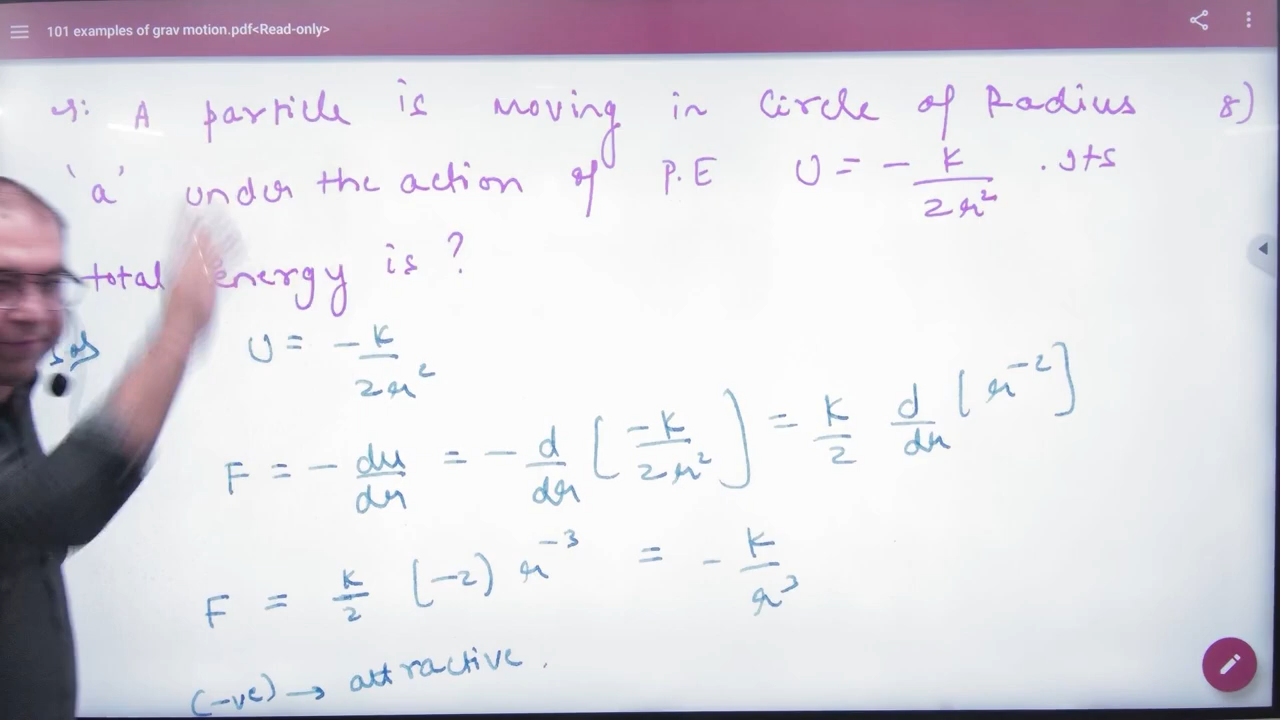 101 examples of grav motion.pdf<Read-only>
A particle is moving in Circle of Radius 8)
'a' under the action of P.E U = - K / 2r² . Its
total energy is ?
Sol
U = -K / 2r²
F = - du/dr = - d/dr [ -K / 2r² ] = K/2 d/dr [ r⁻² ]
F = K/2 (-2) r⁻³ = - K / r³
(-ve) → attractive .